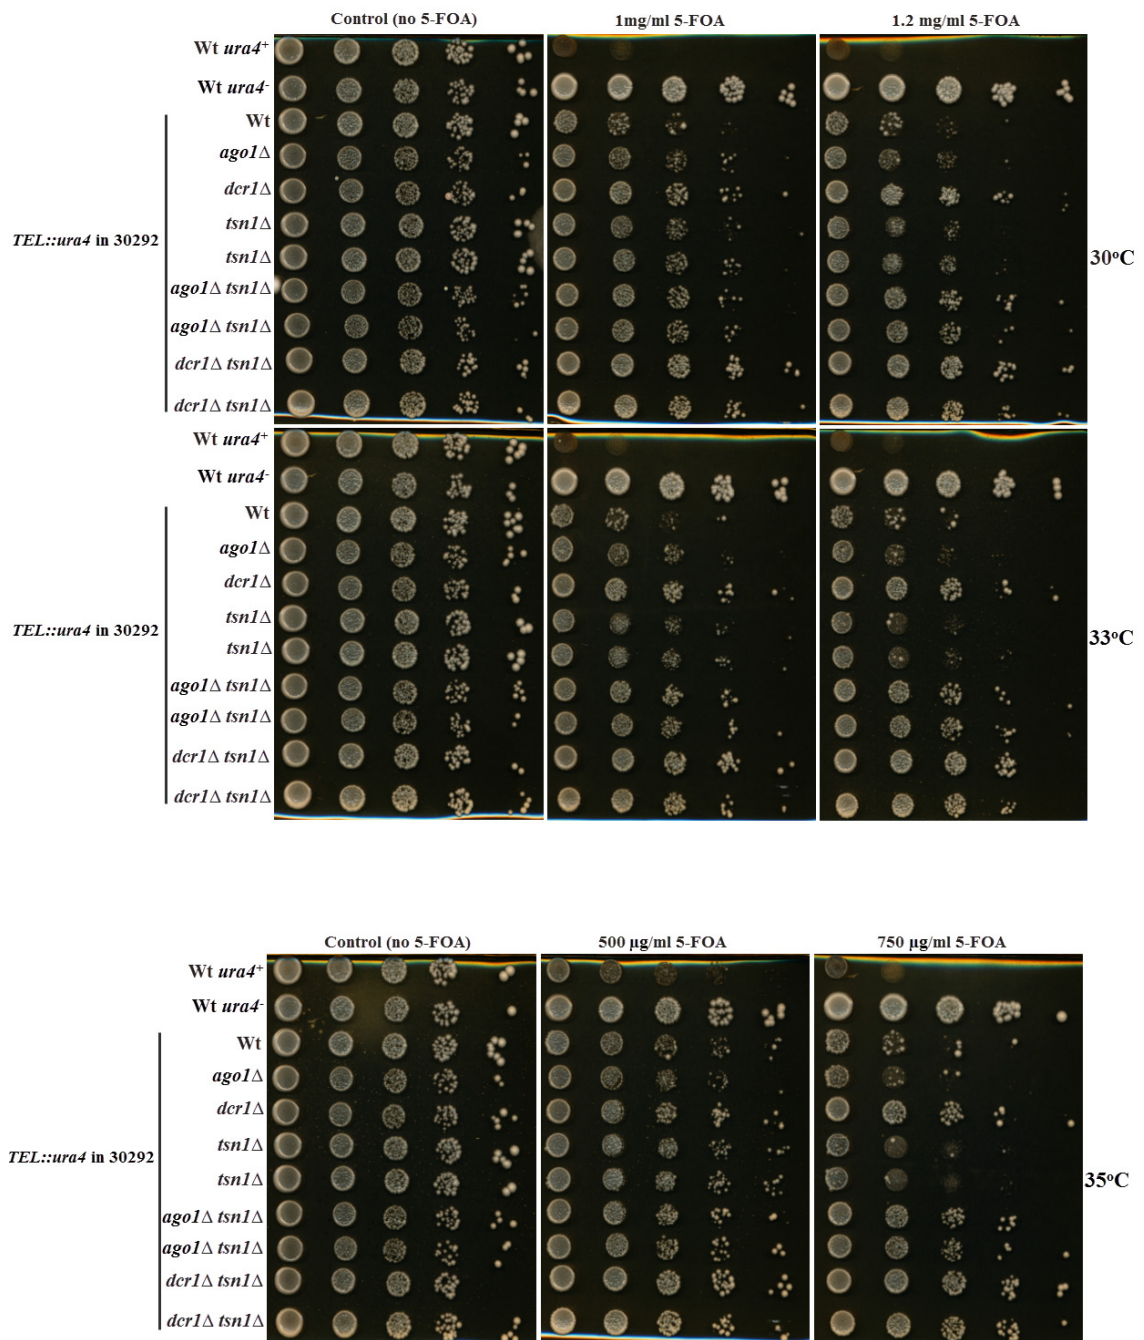 Control (no 5-FOA) 1mg/ml 5-FOA 1.2 mg/ml 5-FOA
Wt ura4⁺
Wt ura4⁻
Wt
ago1Δ
dcr1Δ
tsn1Δ
TEL::ura4 in 30292
tsn1Δ
30ºC
ago1Δ tsn1Δ
ago1Δ tsn1Δ
dcr1Δ tsn1Δ
dcr1Δ tsn1Δ
Wt ura4⁺
Wt ura4⁻
Wt
ago1Δ
dcr1Δ
tsn1Δ
TEL::ura4 in 30292
33ºC
tsn1Δ
ago1Δ tsn1Δ
ago1Δ tsn1Δ
dcr1Δ tsn1Δ
dcr1Δ tsn1Δ
Control (no 5-FOA) 500 µg/ml 5-FOA 750 µg/ml 5-FOA
Wt ura4⁺
Wt ura4⁻
Wt
ago1Δ
dcr1Δ
tsn1Δ
TEL::ura4 in 30292
tsn1Δ
35ºC
ago1Δ tsn1Δ
ago1Δ tsn1Δ
dcr1Δ tsn1Δ
dcr1Δ tsn1Δ